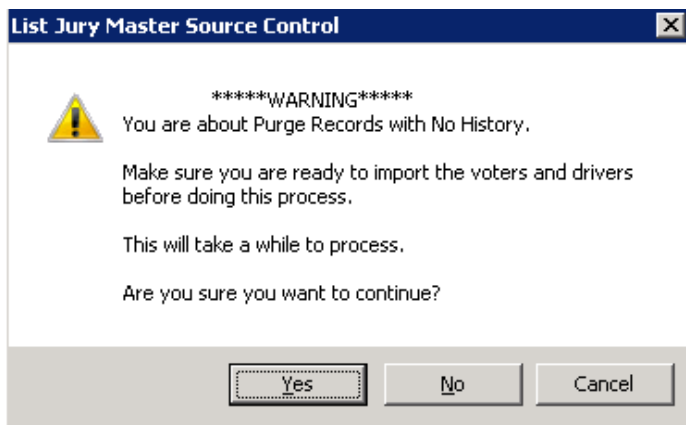 List Jury Master Source Control
*****WARNING*****
You are about Purge Records with No History.
Make sure you are ready to import the voters and drivers
before doing this process.
This will take a while to process.
Are you sure you want to continue?
Yes No Cancel